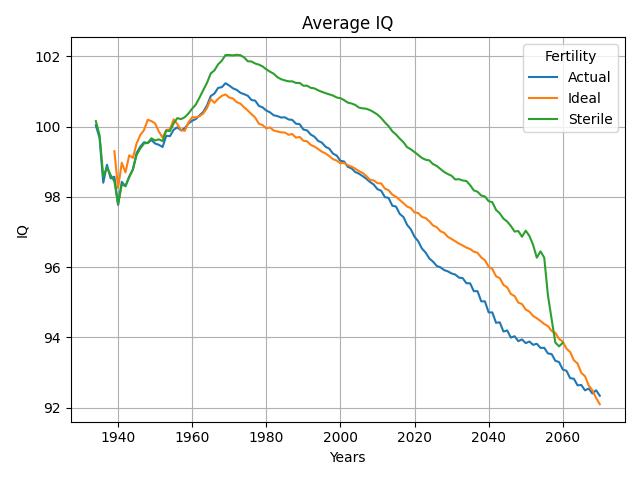 Average IQ
Fertility
Actual
Ideal
Sterile
IQ
102
100
98
96
94
92
1940 1960 1980 2000 2020 2040 2060
Years